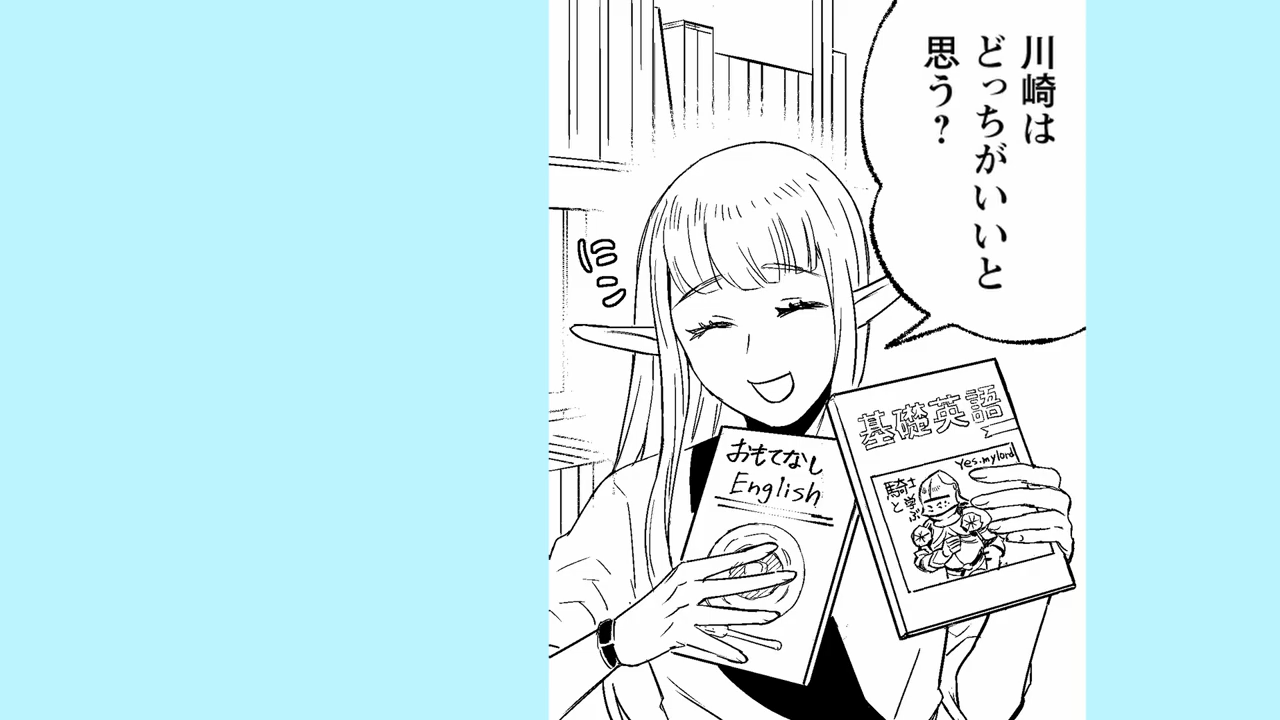 川崎は
どっちがいいと
思う？
ニコ
基礎英語
Yes.mylord
騎士
と学ぶ
おもてなし
English